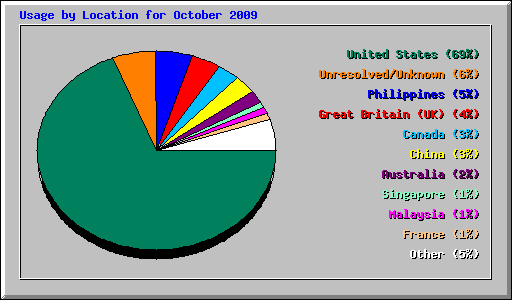 Usage by Location for October 2009
United States (69%)
Unresolved/Unknown (6%)
Philippines (5%)
Great Britain (UK) (4%)
Canada (3%)
China (3%)
Australia (2%)
Singapore (1%)
Malaysia (1%)
France (1%)
Other (5%)